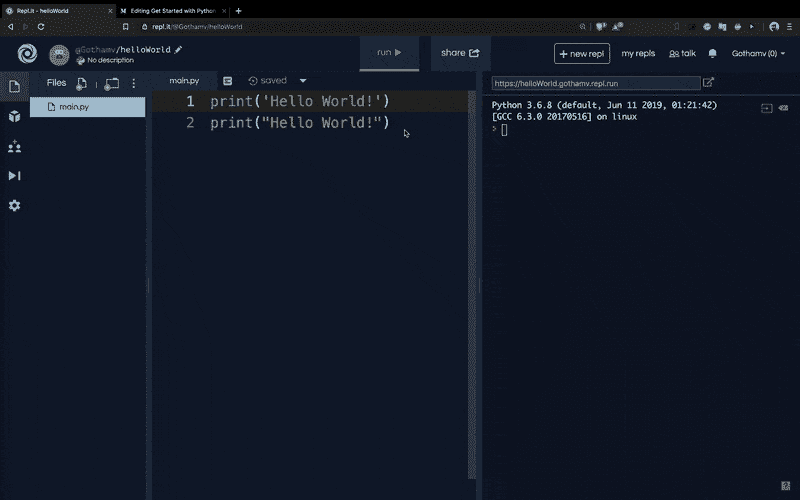 Repl.it - helloWorld
Editing Get Started with Python
repl.it/@Gothamv/helloWorld
@Gothamv/helloWorld
No description
run
share
+ new repl
my repls
talk
Gothamv (0)
Files
main.py
saved
https://helloWorld.gothamv.repl.run
main.py
1 print('Hello World!')
2 print("Hello World!")
Python 3.6.8 (default, Jun 11 2019, 01:21:42)
[GCC 6.3.0 20170516] on linux
>